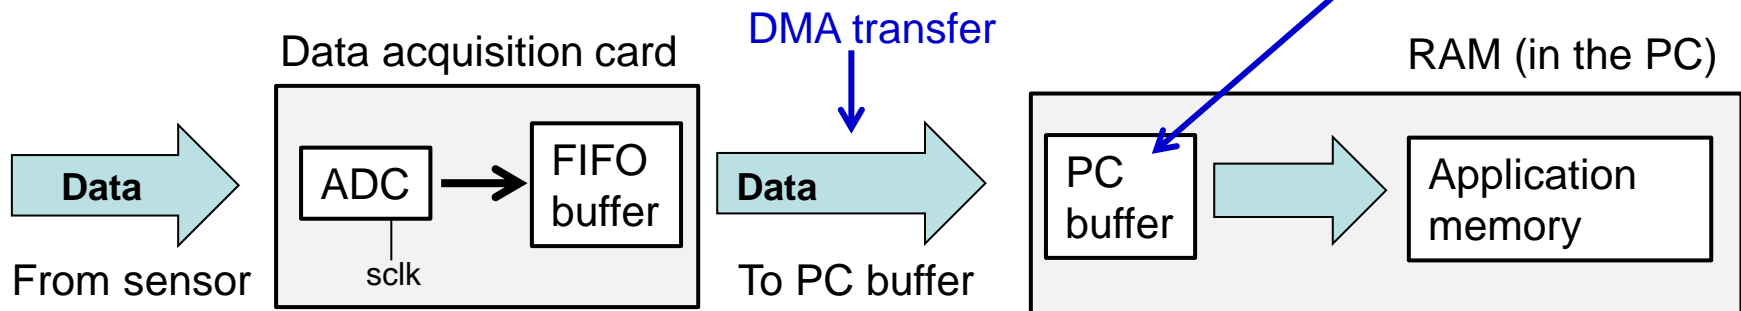 DMA transfer
Data acquisition card
RAM (in the PC)
Data
ADC
FIFO
buffer
sclk
Data
PC
buffer
Application
memory
From sensor
To PC buffer